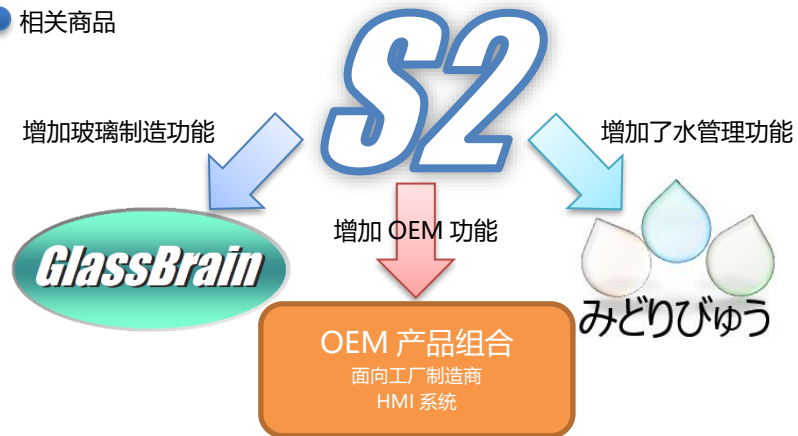 相关商品
S2
增加玻璃制造功能
增加了水管理功能
增加 OEM 功能
GlassBrain
みどりびゅう
OEM 产品组合
面向工厂制造商
HMI 系统